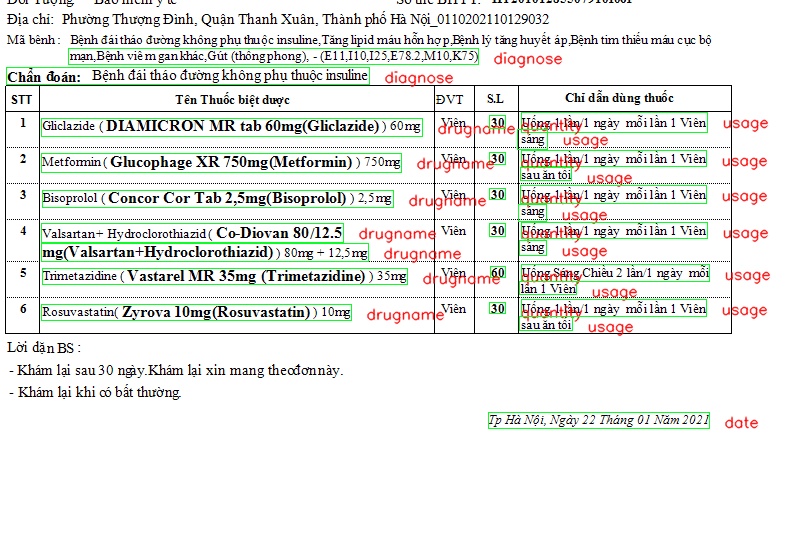 Địa chỉ: Phường Thượng Đình, Quận Thanh Xuân, Thành phố Hà Nội_0110202110129032
Mã bệnh : Bệnh đái tháo đường không phụ thuộc insuline,Tăng lipid máu hỗn hợp,Bệnh lý tăng huyết áp,Bệnh tim thiếu máu cục bộ
mạn,Bệnh viêm gan khác,Gút (thông phong), - (E11,I10,I25,E78.2,M10,K75) diagnose
Chẩn đoán: Bệnh đái tháo đường không phụ thuộc insuline diagnose
STT Tên Thuốc biệt dược ĐVT S.L Chỉ dẫn dùng thuốc
1 Gliclazide ( DIAMICRON MR tab 60mg(Gliclazide) ) 60mg drugname Viên 30 quantity Uống 1 lần/1 ngày mỗi lần 1 Viên usage
sáng usage
2 Metformin ( Glucophage XR 750mg(Metformin) ) 750mg drugname Viên 30 quantity Uống 1 lần/1 ngày mỗi lần 1 Viên usage
sau ăn tối usage
3 Bisoprolol ( Concor Cor Tab 2,5mg(Bisoprolol) ) 2,5mg drugname Viên 30 quantity Uống 1 lần/1 ngày mỗi lần 1 Viên usage
sáng usage
4 Valsartan+ Hydroclorothiazid ( Co-Diovan 80/12.5 drugname Viên 30 quantity Uống 1 lần/1 ngày mỗi lần 1 Viên usage
mg(Valsartan+Hydroclorothiazid) ) 80mg + 12,5mg drugname sáng usage
5 Trimetazidine ( Vastarel MR 35mg (Trimetazidine) ) 35mg drugname Viên 60 quantity Uống Sáng,Chiều 2 lần/1 ngày mỗi usage
lần 1 Viên usage
6 Rosuvastatin( Zyrova 10mg(Rosuvastatin) ) 10mg drugname Viên 30 quantity Uống 1 lần/1 ngày mỗi lần 1 Viên usage
sau ăn tối usage
Lời dặn BS :
- Khám lại sau 30 ngày.Khám lại xin mang theo đơn này.
- Khám lại khi có bất thường.
Tp Hà Nội, Ngày 22 Tháng 01 Năm 2021 date